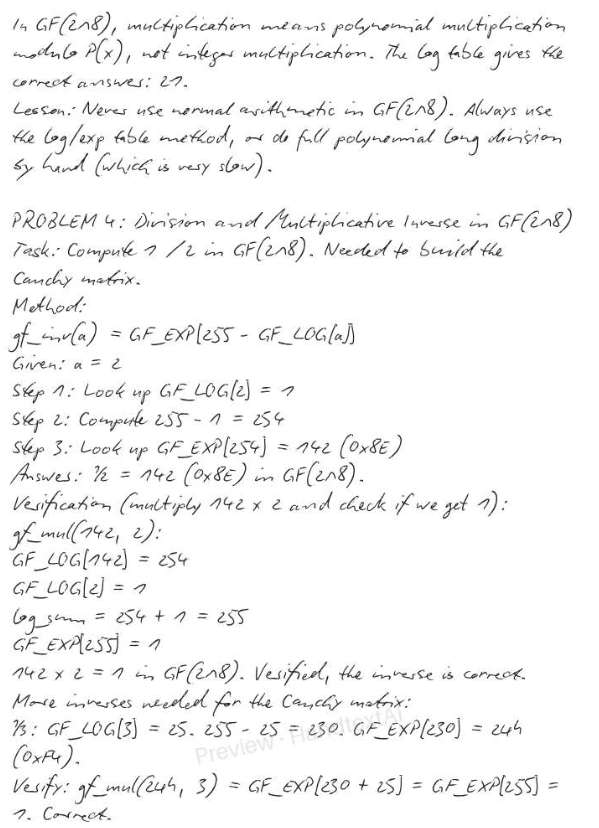 In GF(2^8), multiplication means polynomial multiplication
modulo P(x), not integer multiplication. The log table gives the
correct answer: 21.
Lesson: Never use normal arithmetic in GF(2^8). Always use
the log/exp table method, or do full polynomial long division
by hand (which is very slow).
PROBLEM 4: Division and Multiplicative Inverse in GF(2^8)
Task: Compute 1 / 2 in GF(2^8). Needed to build the
Cauchy matrix.
Method:
gf_inv(a) = GF_EXP[255 - GF_LOG[a]]
Given: a = 2
Step 1: Look up GF_LOG[2] = 1
Step 2: Compute 255 - 1 = 254
Step 3: Look up GF_EXP[254] = 142 (0x8E)
Answer: 1/2 = 142 (0x8E) in GF(2^8).
Verification (multiply 142 x 2 and check if we get 1):
gf_mul(142, 2):
GF_LOG[142] = 254
GF_LOG[2] = 1
log_sum = 254 + 1 = 255
GF_EXP[255] = 1
142 x 2 = 1 in GF(2^8). Verified, the inverse is correct.
More inverses needed for the Cauchy matrix:
1/3: GF_LOG[3] = 25. 255 - 25 = 230. GF_EXP[230] = 244
(0xF4).
Verify: gf_mul(244, 3) = GF_EXP[230 + 25] = GF_EXP[255] =
1. Correct.